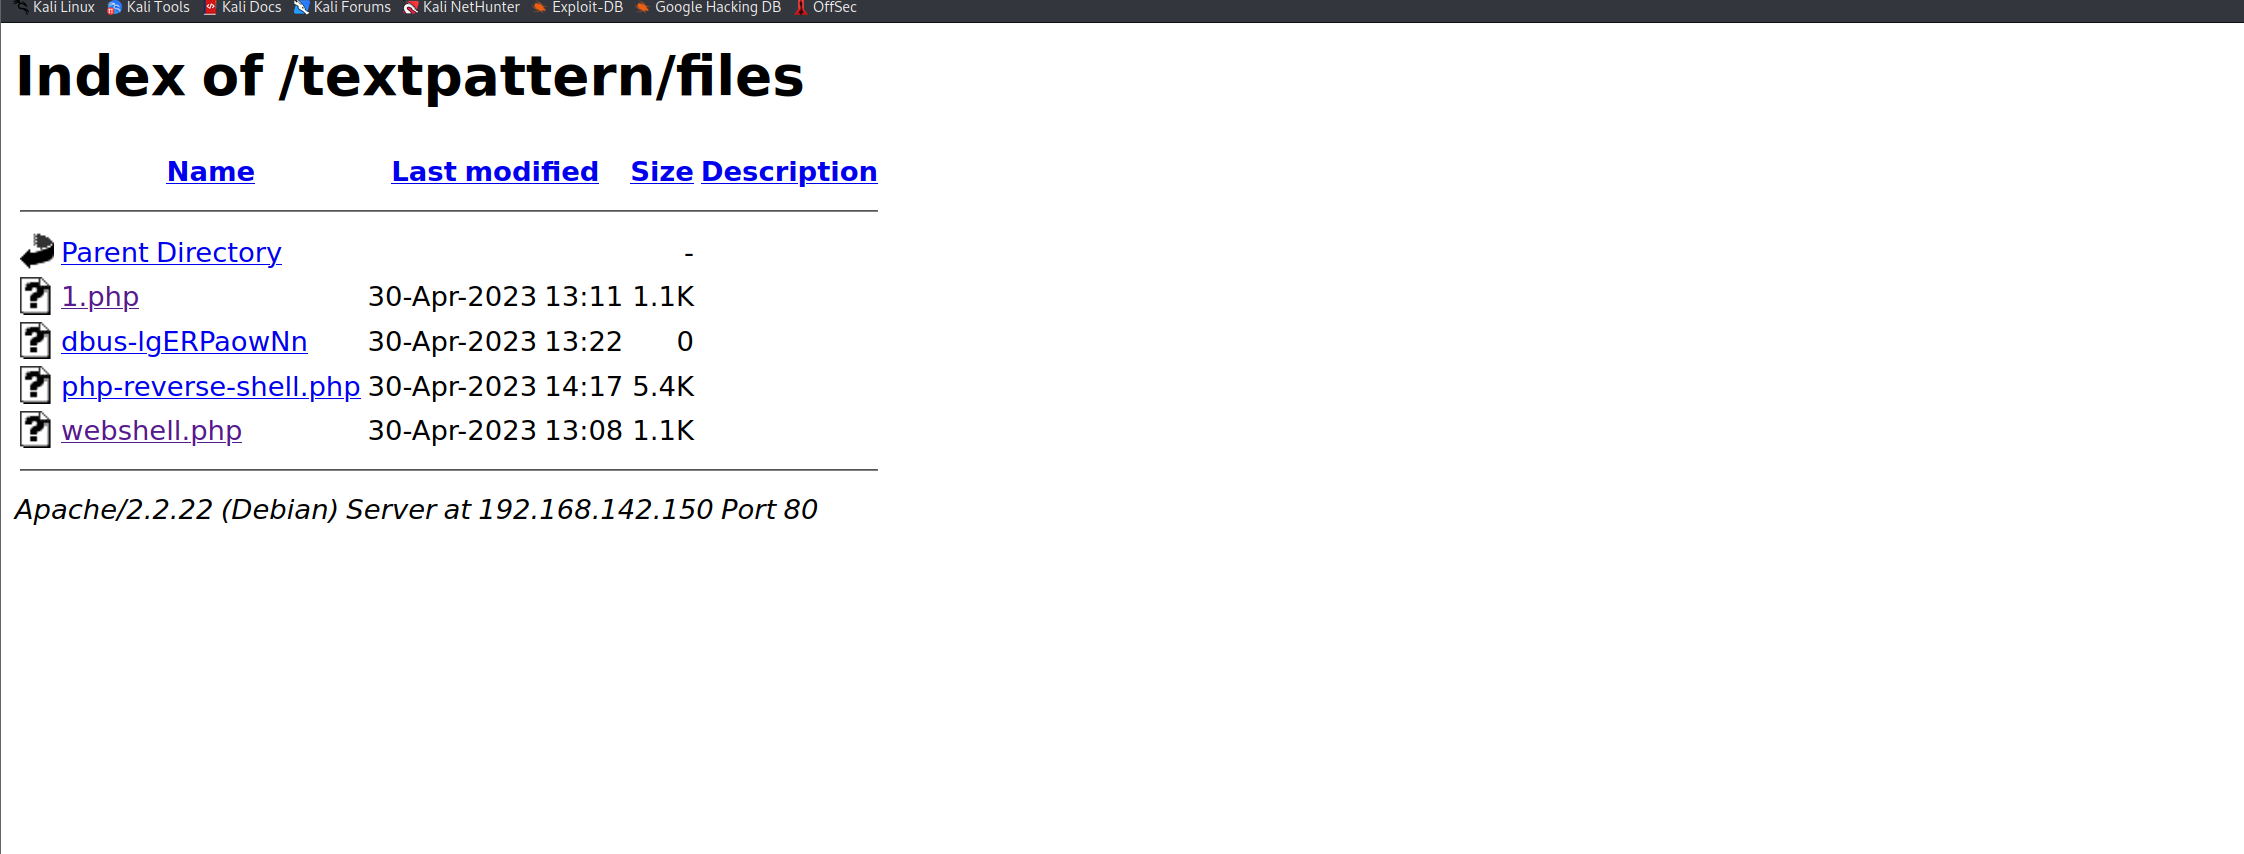 Kali Linux Kali Tools Kali Docs Kali Forums Kali NetHunter Exploit-DB Google Hacking DB OffSec
Index of /textpattern/files
Name Last modified Size Description
Parent Directory -
1.php 30-Apr-2023 13:11 1.1K
dbus-lgERPaowNn 30-Apr-2023 13:22 0
php-reverse-shell.php 30-Apr-2023 14:17 5.4K
webshell.php 30-Apr-2023 13:08 1.1K
Apache/2.2.22 (Debian) Server at 192.168.142.150 Port 80